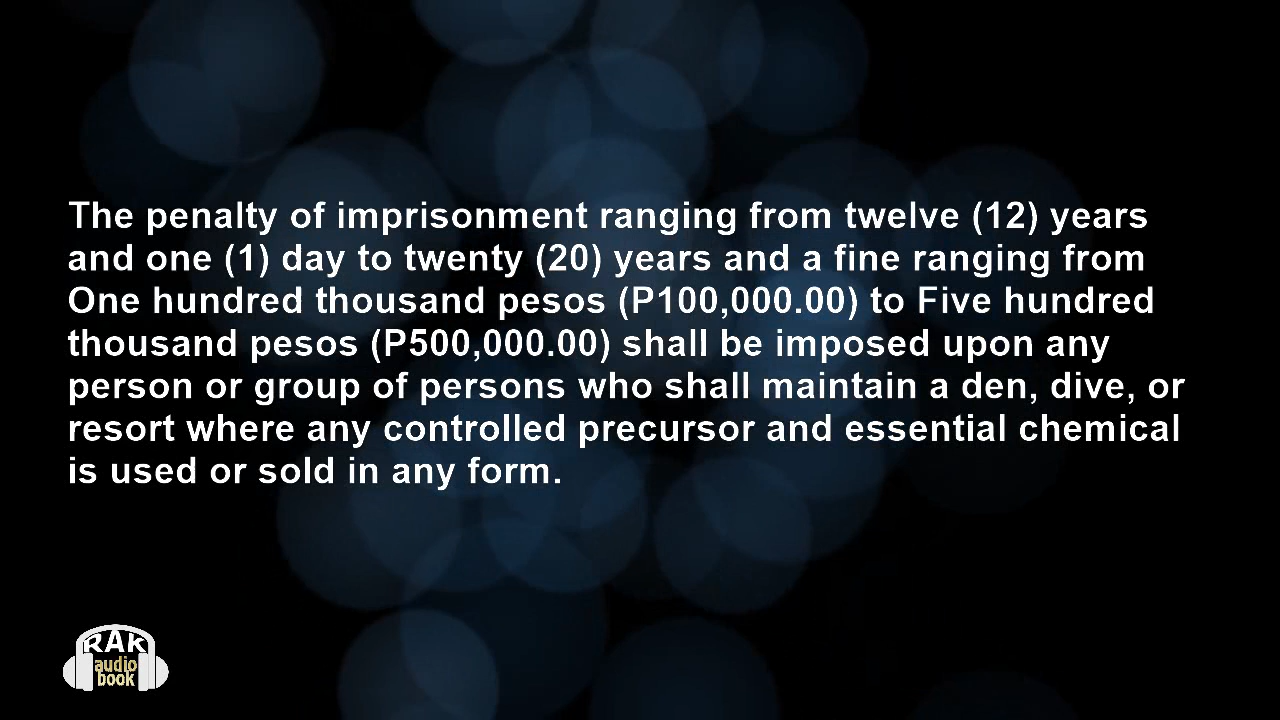 The penalty of imprisonment ranging from twelve (12) years
and one (1) day to twenty (20) years and a fine ranging from
One hundred thousand pesos (P100,000.00) to Five hundred
thousand pesos (P500,000.00) shall be imposed upon any
person or group of persons who shall maintain a den, dive, or
resort where any controlled precursor and essential chemical
is used or sold in any form.
RAK
audio
book